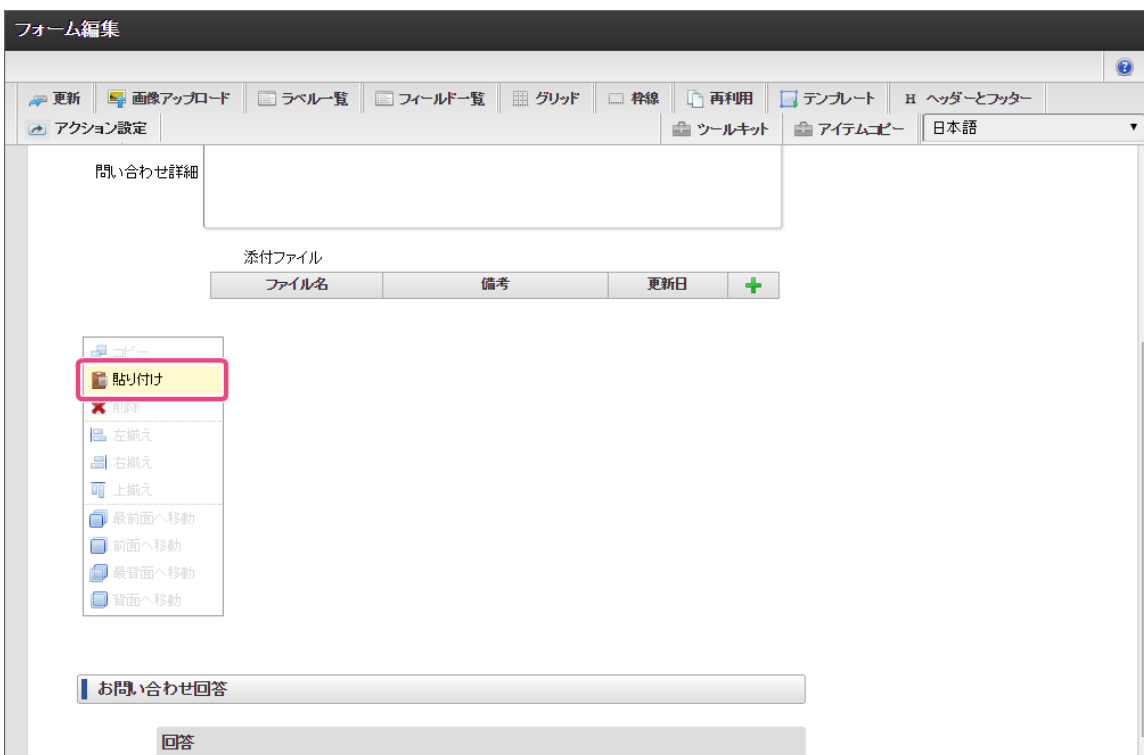 フォーム編集
更新 画像アップロード ラベル一覧 フィールド一覧 グリッド 枠線 再利用 テンプレート H ヘッダーとフッター
アクション設定 ツールキット アイテムコピー 日本語
問い合わせ詳細
添付ファイル
ファイル名 備考 更新日
コピー
貼り付け
削除
左揃え
右揃え
上揃え
最前面へ移動
前面へ移動
最背面へ移動
背面へ移動
お問い合わせ回答
回答